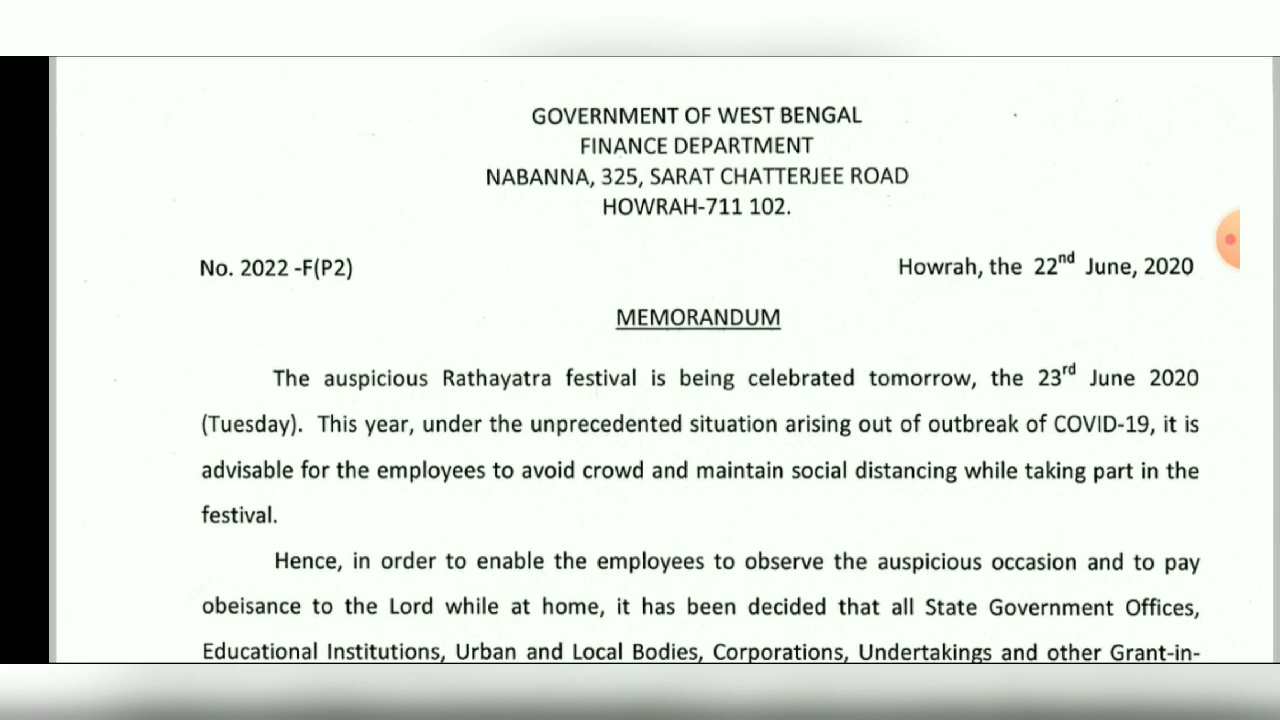 GOVERNMENT OF WEST BENGAL
FINANCE DEPARTMENT
NABANNA, 325, SARAT CHATTERJEE ROAD
HOWRAH-711 102.
No. 2022 -F(P2) Howrah, the 22nd June, 2020
MEMORANDUM
The auspicious Rathayatra festival is being celebrated tomorrow, the 23rd June 2020
(Tuesday). This year, under the unprecedented situation arising out of outbreak of COVID-19, it is
advisable for the employees to avoid crowd and maintain social distancing while taking part in the
festival.
Hence, in order to enable the employees to observe the auspicious occasion and to pay
obeisance to the Lord while at home, it has been decided that all State Government Offices,
Educational Institutions, Urban and Local Bodies, Corporations, Undertakings and other Grant-in-